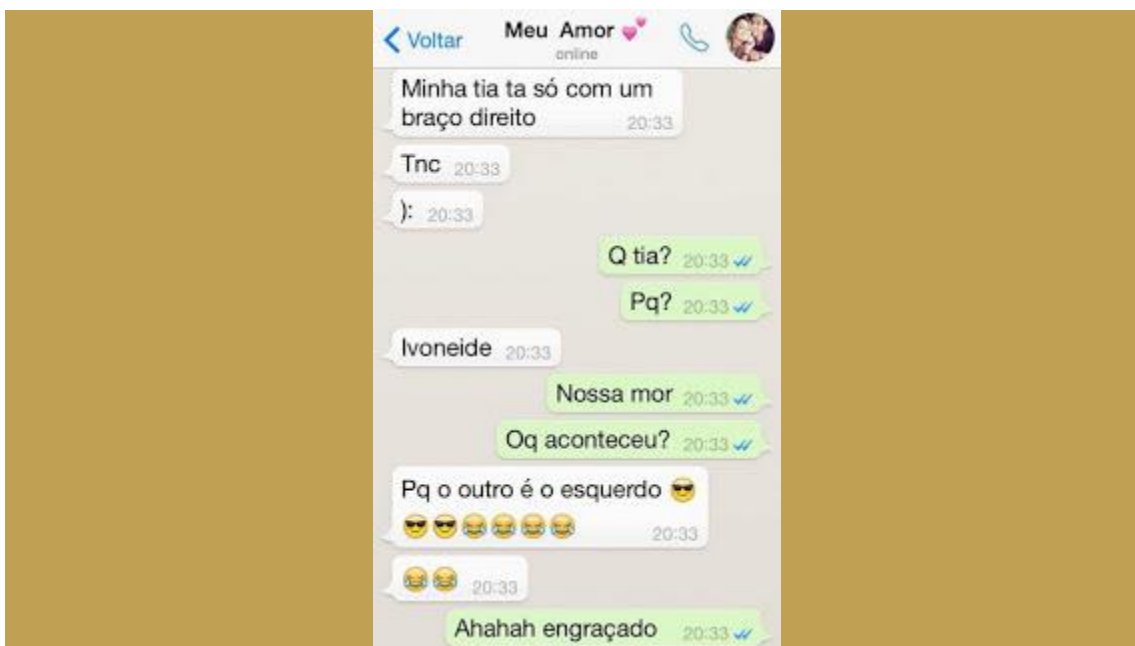 Voltar
Meu Amor 💕
online
Minha tia ta só com um
braço direito 20:33
Tnc 20:33
): 20:33
Q tia? 20:33
Pq? 20:33
Ivoneide 20:33
Nossa mor 20:33
Oq aconteceu? 20:33
Pq o outro é o esquerdo 😎
😎😎😂😂😂😂 20:33
😂😂 20:33
Ahahah engraçado 20:33